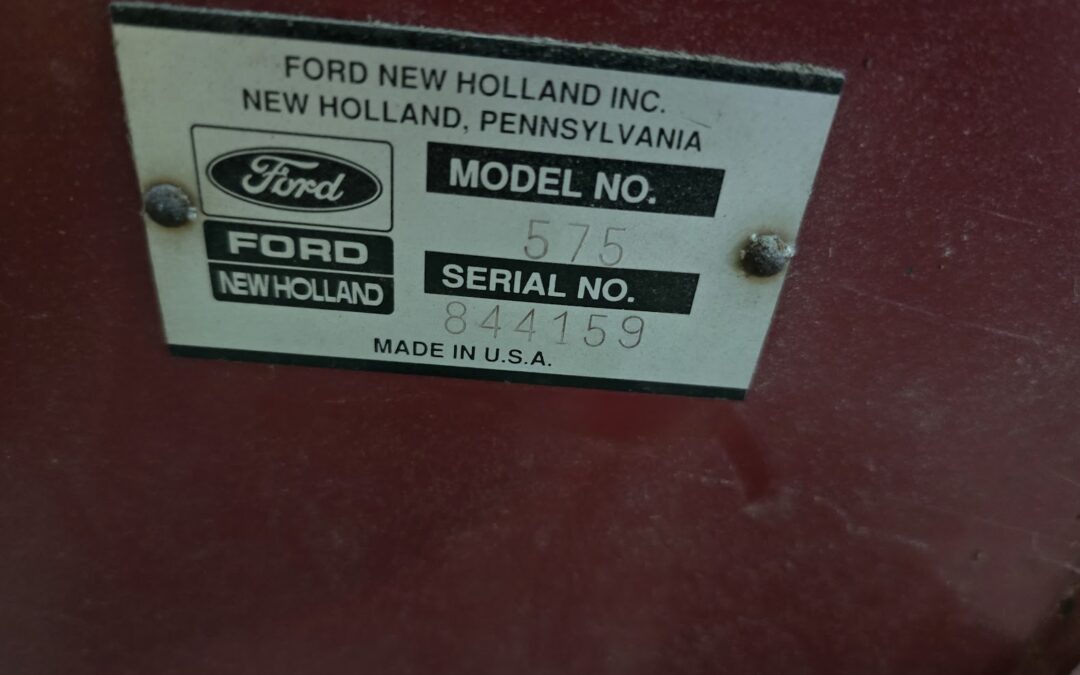 FORD NEW HOLLAND INC.
NEW HOLLAND, PENNSYLVANIA
Ford
FORD
NEW HOLLAND
MODEL NO.
575
SERIAL NO.
844159
MADE IN U.S.A.